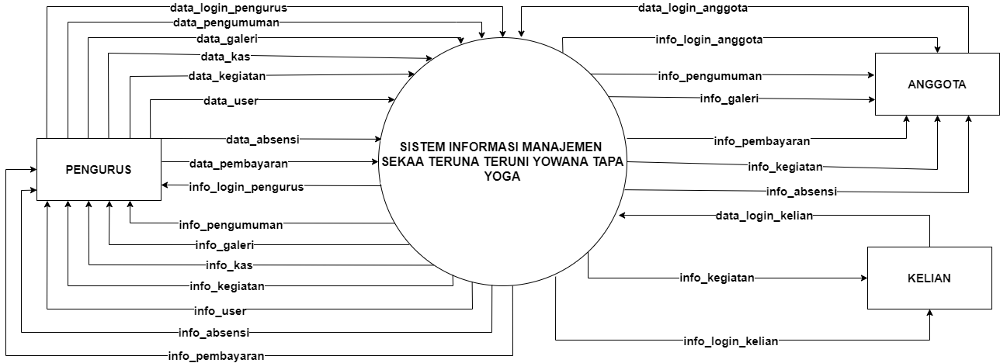 data_login_pengurus
data_pengumuman
data_galeri
data_kas
data_kegiatan
data_user
data_absensi
data_pembayaran
info_login_pengurus
info_pengumuman
info_galeri
info_kas
info_kegiatan
info_user
info_absensi
info_pembayaran
PENGURUS
SISTEM INFORMASI MANAJEMEN
SEKAA TERUNA TERUNI YOWANA TAPA
YOGA
data_login_anggota
info_login_anggota
info_pengumuman
info_galeri
info_pembayaran
info_kegiatan
info_absensi
ANGGOTA
data_login_kelian
info_kegiatan
info_login_kelian
KELIAN